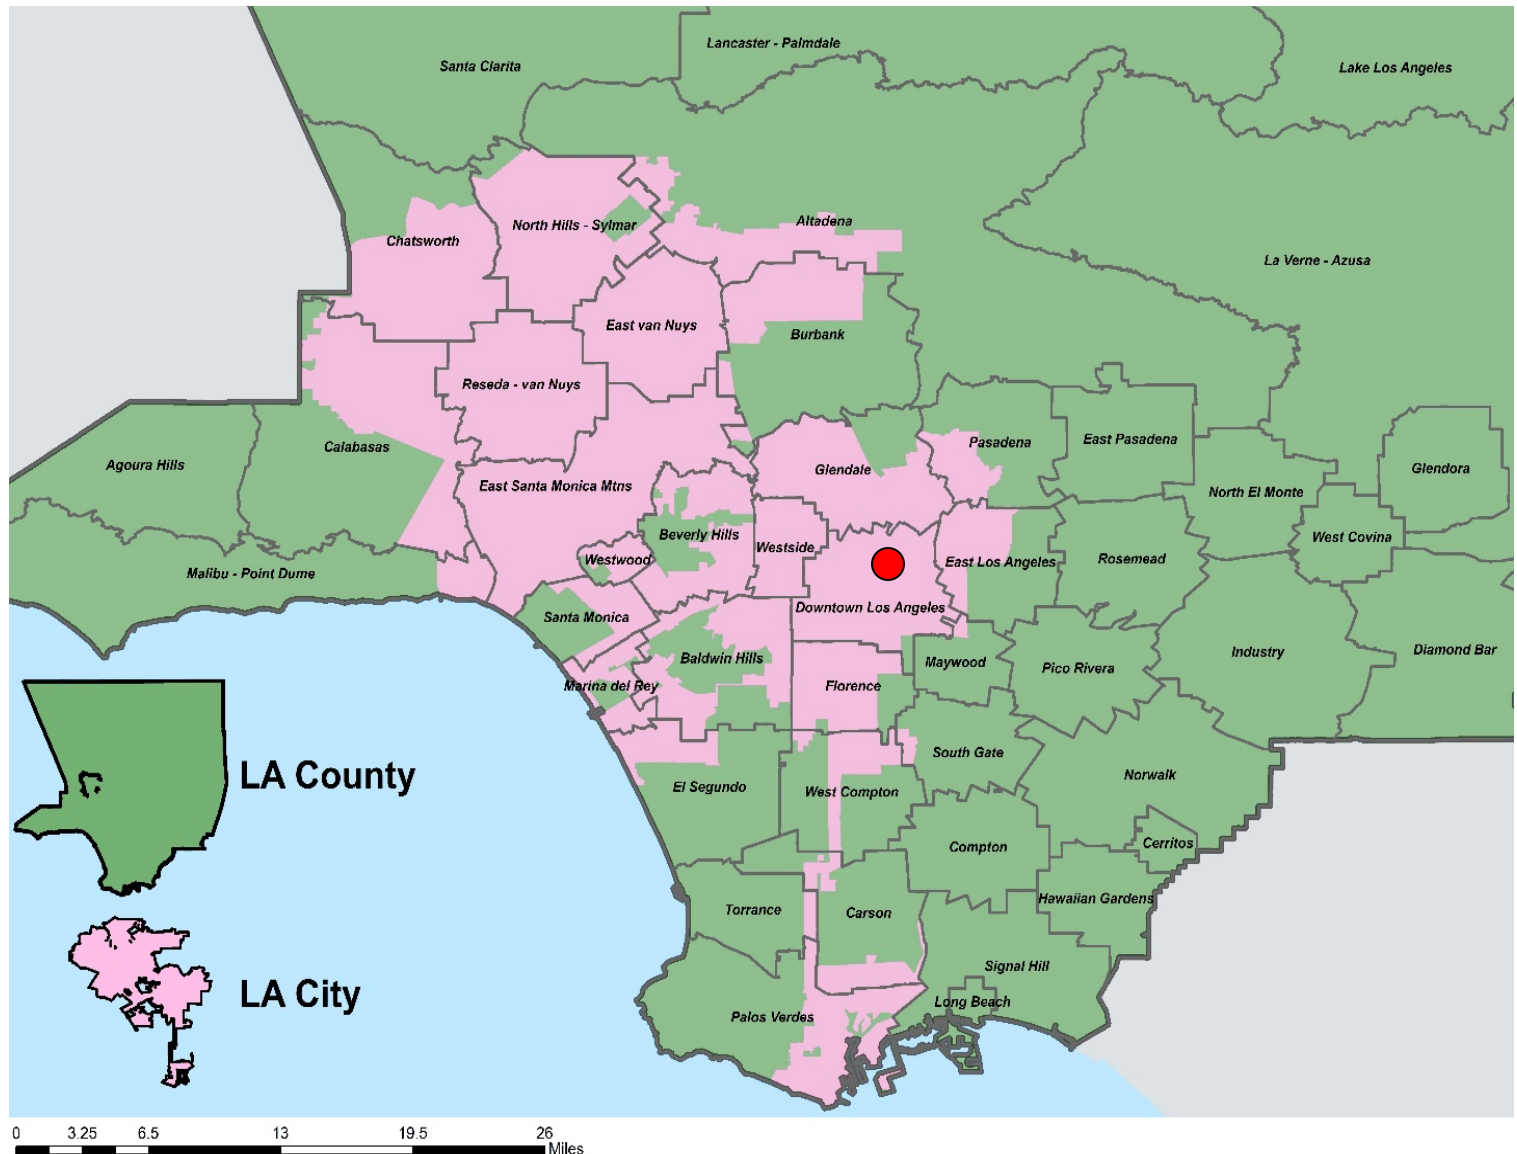 Lancaster - Palmdale
Santa Clarita
Lake Los Angeles
Altadena
North Hills - Sylmar
Chatsworth
La Verne - Azusa
East van Nuys
Burbank
Reseda - van Nuys
East Pasadena
Pasadena
Calabasas
Agoura Hills
Glendale
Glendora
East Santa Monica Mtns
North El Monte
Beverly Hills
West Covina
Westside
Westwood
East Los Angeles
Rosemead
Malibu - Point Dume
Downtown Los Angeles
Santa Monica
Diamond Bar
Industry
Baldwin Hills
Maywood
Pico Rivera
Marina del Rey
Florence
South Gate
LA County
Norwalk
El Segundo
West Compton
Cerritos
Compton
Hawaiian Gardens
Torrance
Carson
Signal Hill
LA City
Long Beach
Palos Verdes
0 3.25 6.5 13 19.5 26
Miles